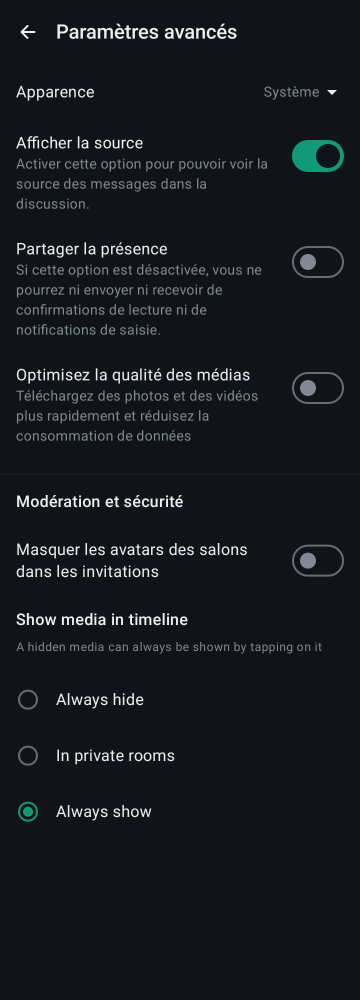 Paramètres avancés
Apparence
Système
Afficher la source
Activer cette option pour pouvoir voir la
source des messages dans la
discussion.
Partager la présence
Si cette option est désactivée, vous ne
pourrez ni envoyer ni recevoir de
confirmations de lecture ni de
notifications de saisie.
Optimisez la qualité des médias
Téléchargez des photos et des vidéos
plus rapidement et réduisez la
consommation de données
Modération et sécurité
Masquer les avatars des salons
dans les invitations
Show media in timeline
A hidden media can always be shown by tapping on it
Always hide
In private rooms
Always show